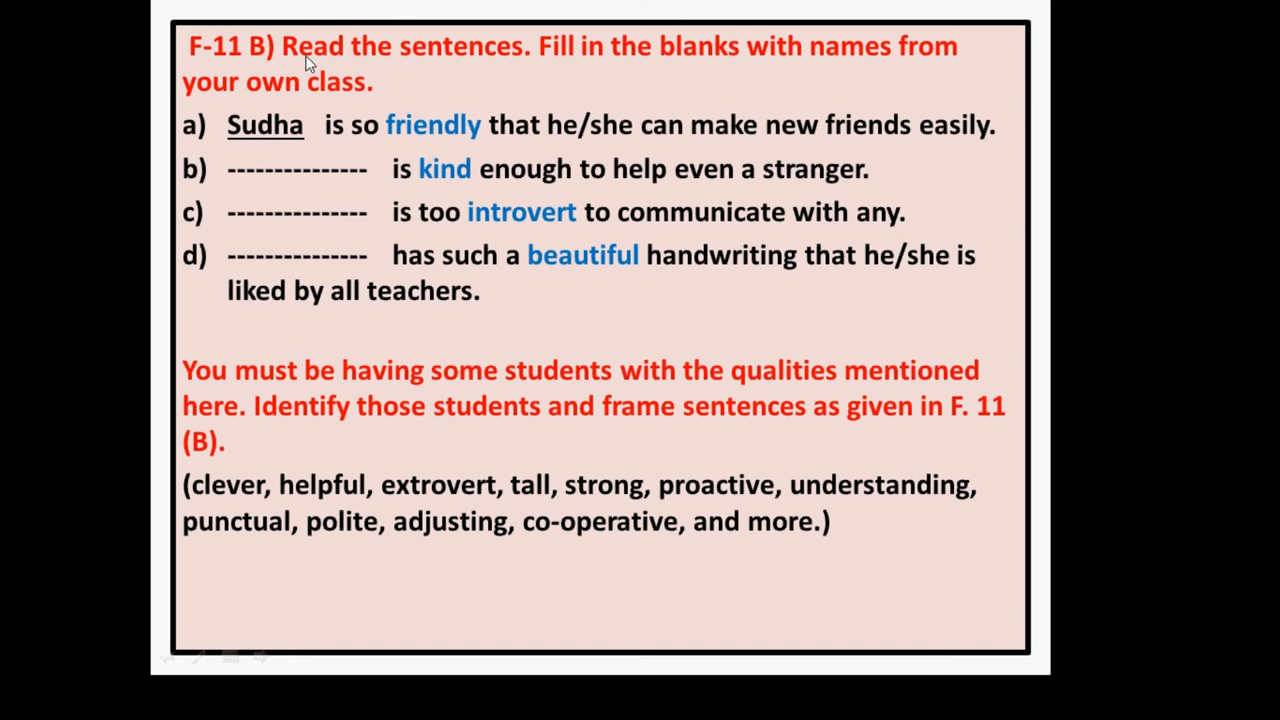 F-11 B) Read the sentences. Fill in the blanks with names from
your own class.
a) Sudha is so friendly that he/she can make new friends easily.
b) --------------- is kind enough to help even a stranger.
c) --------------- is too introvert to communicate with any.
d) --------------- has such a beautiful handwriting that he/she is
liked by all teachers.
You must be having some students with the qualities mentioned
here. Identify those students and frame sentences as given in F. 11
(B).
(clever, helpful, extrovert, tall, strong, proactive, understanding,
punctual, polite, adjusting, co-operative, and more.)